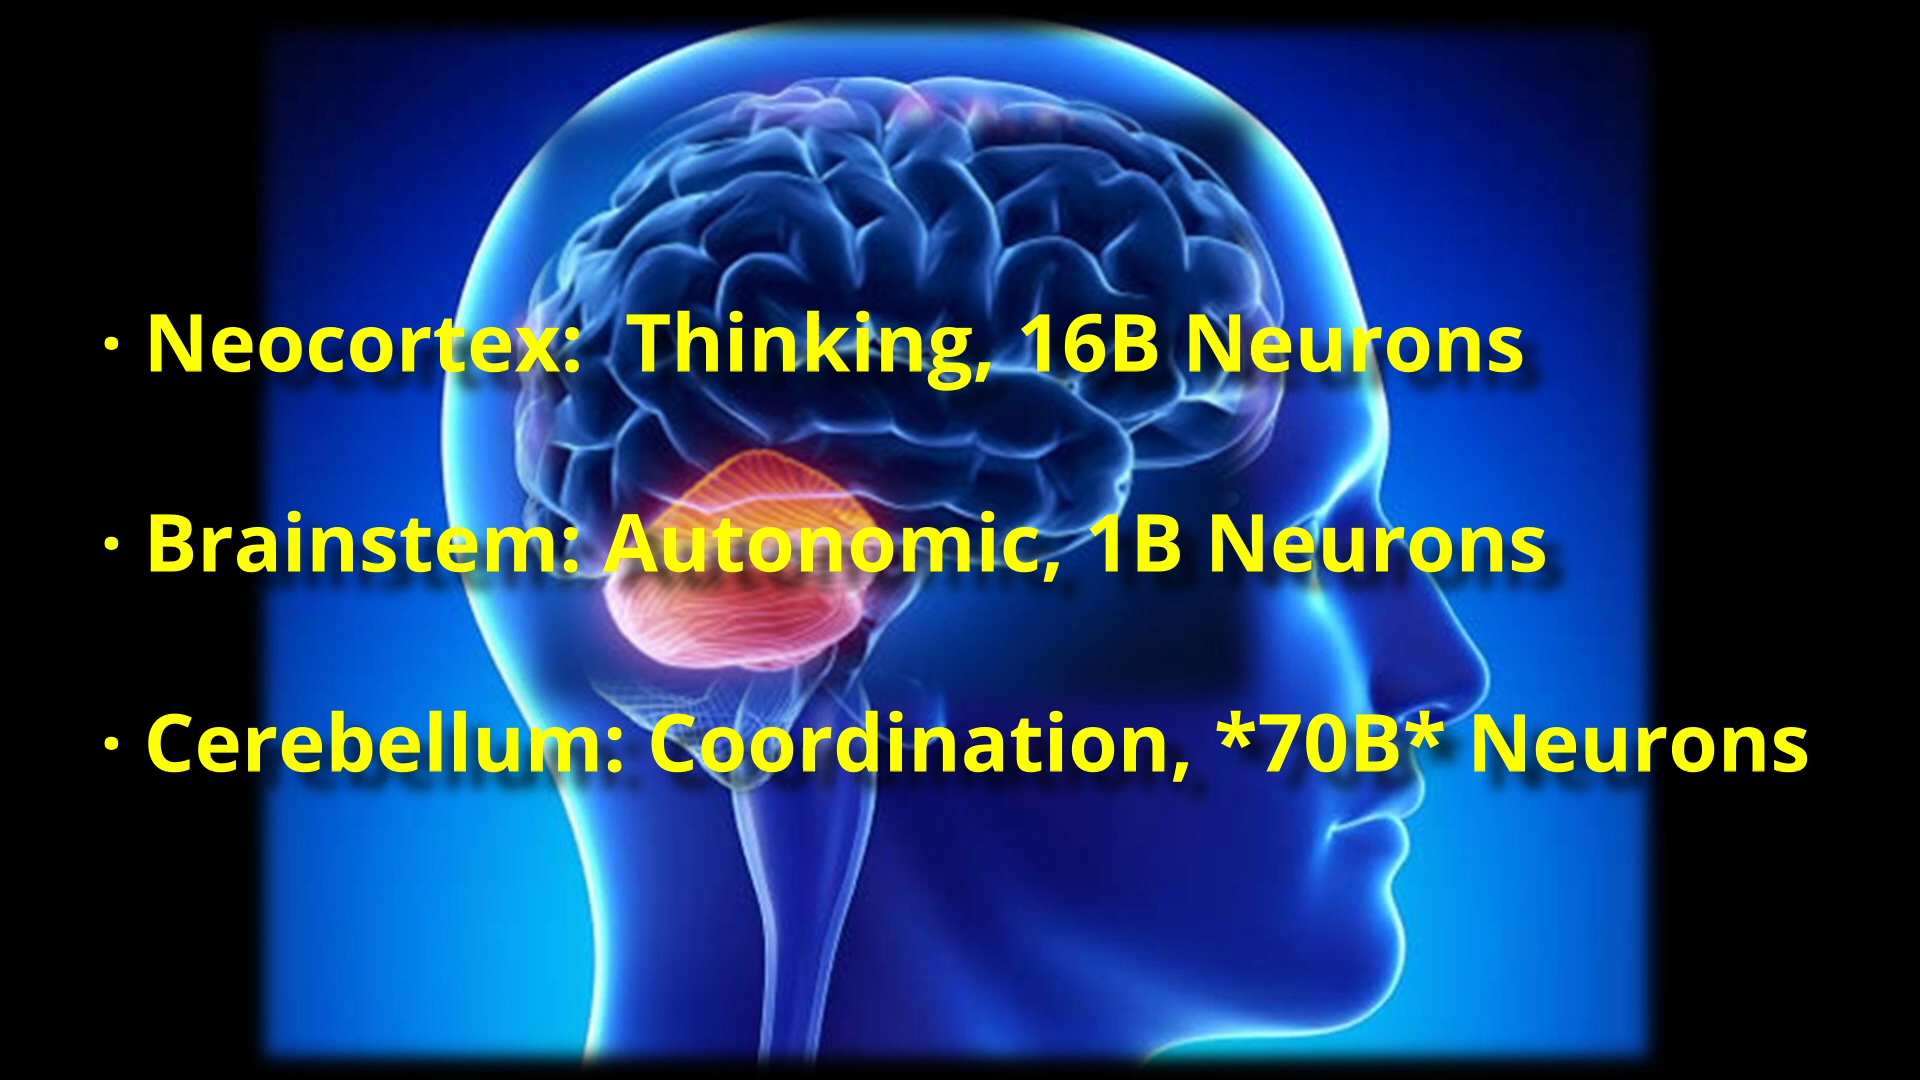 · Neocortex:  Thinking, 16B Neurons
· Brainstem: Autonomic, 1B Neurons
· Cerebellum: Coordination, *70B* Neurons